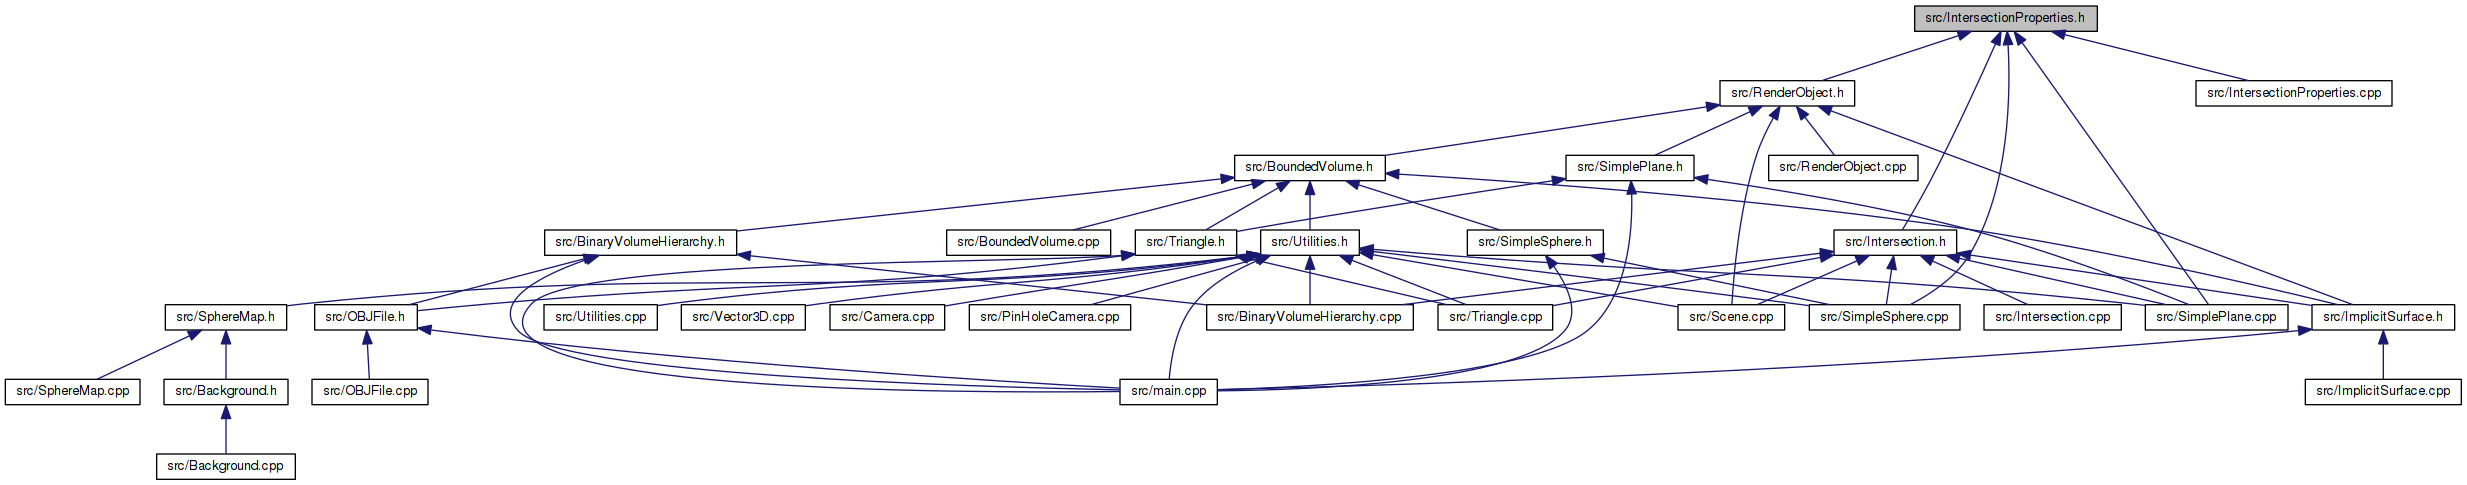 src/IntersectionProperties.h
src/RenderObject.h
src/IntersectionProperties.cpp
src/BoundedVolume.h
src/SimplePlane.h
src/RenderObject.cpp
src/BinaryVolumeHierarchy.h
src/BoundedVolume.cpp
src/Triangle.h
src/Utilities.h
src/SimpleSphere.h
src/Intersection.h
src/SphereMap.h
src/OBJFile.h
src/Utilities.cpp
src/Vector3D.cpp
src/Camera.cpp
src/PinHoleCamera.cpp
src/BinaryVolumeHierarchy.cpp
src/Triangle.cpp
src/Scene.cpp
src/SimpleSphere.cpp
src/Intersection.cpp
src/SimplePlane.cpp
src/ImplicitSurface.h
src/SphereMap.cpp
src/Background.h
src/OBJFile.cpp
src/main.cpp
src/ImplicitSurface.cpp
src/Background.cpp